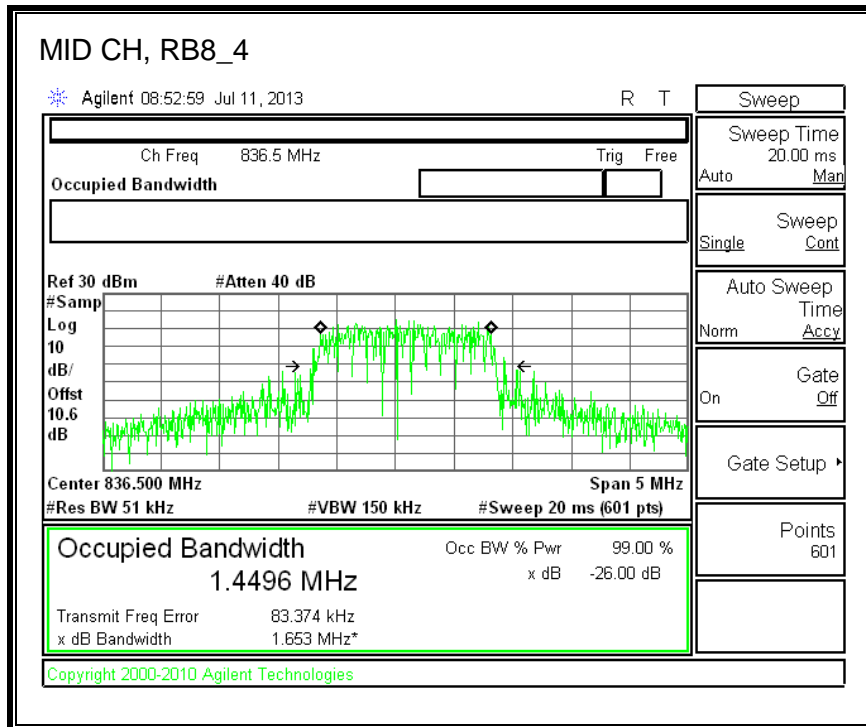 MID CH, RB8_4
Agilent 08:52:59 Jul 11, 2013 R T
Ch Freq 836.5 MHz Trig Free
Occupied Bandwidth
Ref 30 dBm #Atten 40 dB
#Samp
Log
10
dB/
Offst
10.6
dB
Center 836.500 MHz Span 5 MHz
#Res BW 51 kHz #VBW 150 kHz #Sweep 20 ms (601 pts)
Occupied Bandwidth Occ BW % Pwr 99.00 %
1.4496 MHz x dB -26.00 dB
Transmit Freq Error 83.374 kHz
x dB Bandwidth 1.653 MHz*
Copyright 2000-2010 Agilent Technologies
Sweep
Sweep Time
20.00 ms
Auto Man
Sweep
Single Cont
Auto Sweep
Time
Norm Accy
Gate
On Off
Gate Setup
Points
601